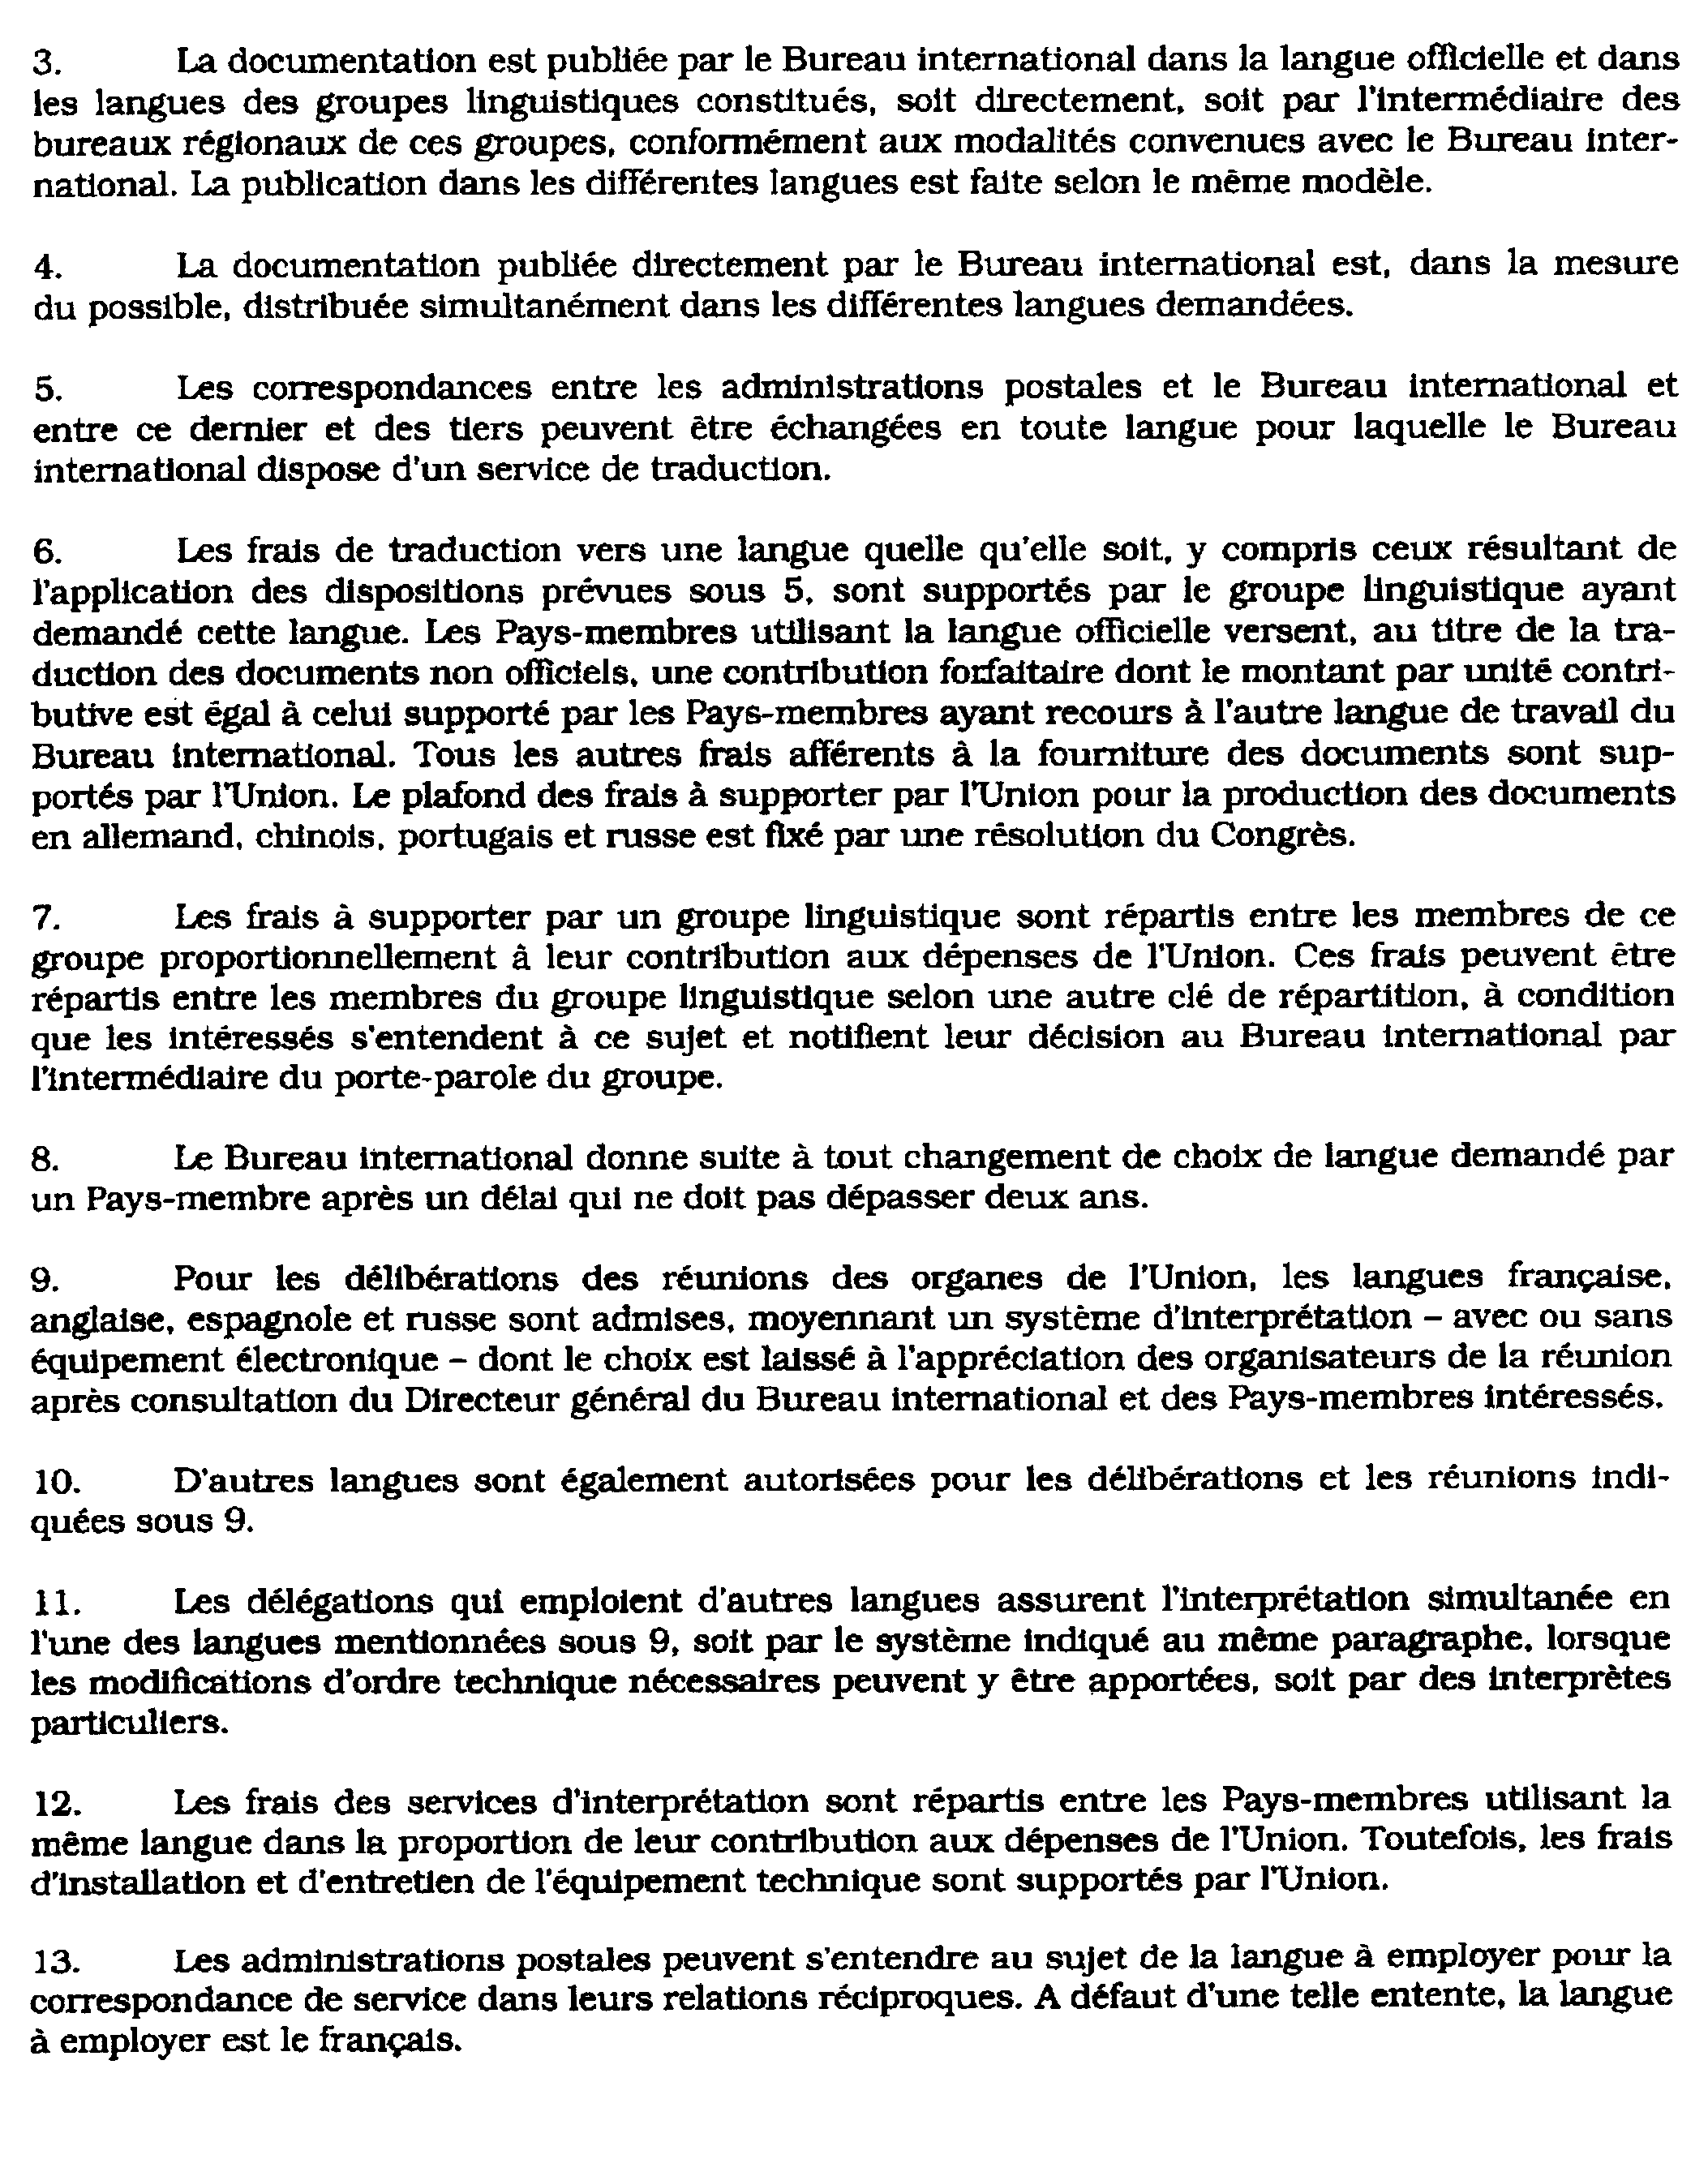 3. La documentation est publiée par le Bureau international dans la langue officielle et dans
les langues des groupes linguistiques constitués, soit directement, soit par l'intermédiaire des
bureaux régionaux de ces groupes, conformément aux modalités convenues avec le Bureau inter-
national. La publication dans les différentes langues est faite selon le même modèle.
4. La documentation publiée directement par le Bureau international est, dans la mesure
du possible, distribuée simultanément dans les différentes langues demandées.
5. Les correspondances entre les administrations postales et le Bureau international et
entre ce dernier et des tiers peuvent être échangées en toute langue pour laquelle le Bureau
international dispose d'un service de traduction.
6. Les frais de traduction vers une langue quelle qu'elle soit, y compris ceux résultant de
l'application des dispositions prévues sous 5, sont supportés par le groupe linguistique ayant
demandé cette langue. Les Pays-membres utilisant la langue officielle versent, au titre de la tra-
duction des documents non officiels, une contribution forfaitaire dont le montant par unité contri-
butive est égal à celui supporté par les Pays-membres ayant recours à l'autre langue de travail du
Bureau international. Tous les autres frais afférents à la fourniture des documents sont sup-
portés par l'Union. Le plafond des frais à supporter par l'Union pour la production des documents
en allemand, chinois, portugais et russe est fixé par une résolution du Congrès.
7. Les frais à supporter par un groupe linguistique sont répartis entre les membres de ce
groupe proportionnellement à leur contribution aux dépenses de l'Union. Ces frais peuvent être
répartis entre les membres du groupe linguistique selon une autre clé de répartition, à condition
que les intéressés s'entendent à ce sujet et notifient leur décision au Bureau international par
l'intermédiaire du porte-parole du groupe.
8. Le Bureau international donne suite à tout changement de choix de langue demandé par
un Pays-membre après un délai qui ne doit pas dépasser deux ans.
9. Pour les délibérations des réunions des organes de l'Union, les langues française,
anglaise, espagnole et russe sont admises, moyennant un système d'interprétation – avec ou sans
équipement électronique – dont le choix est laissé à l'appréciation des organisateurs de la réunion
après consultation du Directeur général du Bureau international et des Pays-membres intéressés.
10. D'autres langues sont également autorisées pour les délibérations et les réunions indi-
quées sous 9.
11. Les délégations qui emploient d'autres langues assurent l'interprétation simultanée en
l'une des langues mentionnées sous 9, soit par le système indiqué au même paragraphe, lorsque
les modifications d'ordre technique nécessaires peuvent y être apportées, soit par des interprètes
particuliers.
12. Les frais des services d'interprétation sont répartis entre les Pays-membres utilisant la
même langue dans la proportion de leur contribution aux dépenses de l'Union. Toutefois, les frais
d'installation et d'entretien de l'équipement technique sont supportés par l'Union.
13. Les administrations postales peuvent s'entendre au sujet de la langue à employer pour la
correspondance de service dans leurs relations réciproques. A défaut d'une telle entente, la langue
à employer est le français.